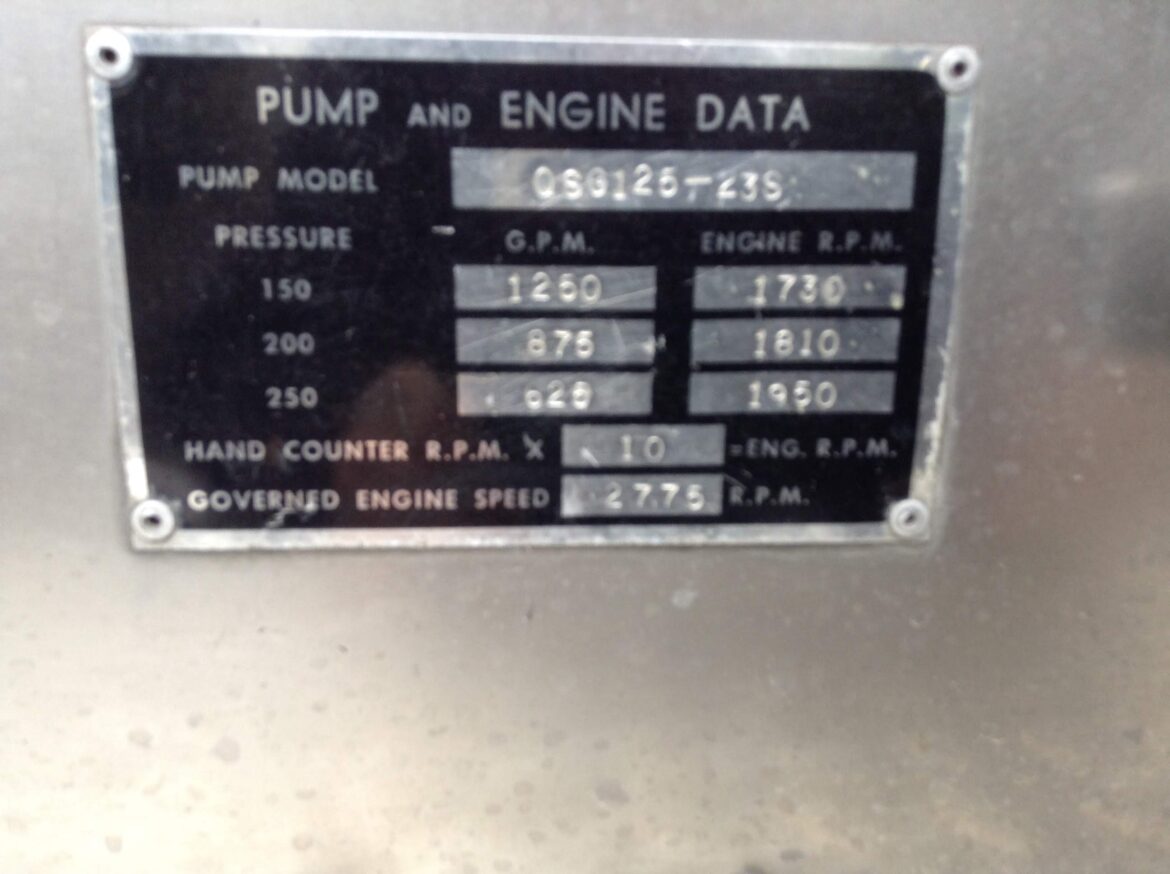 PUMP AND ENGINE DATA
PUMP MODEL QSG125-23S
PRESSURE G.P.M. ENGINE R.P.M.
150 1250 1730
200 875 1810
250 625 1950
HAND COUNTER R.P.M. X 10 =ENG. R.P.M.
GOVERNED ENGINE SPEED 2775 R.P.M.